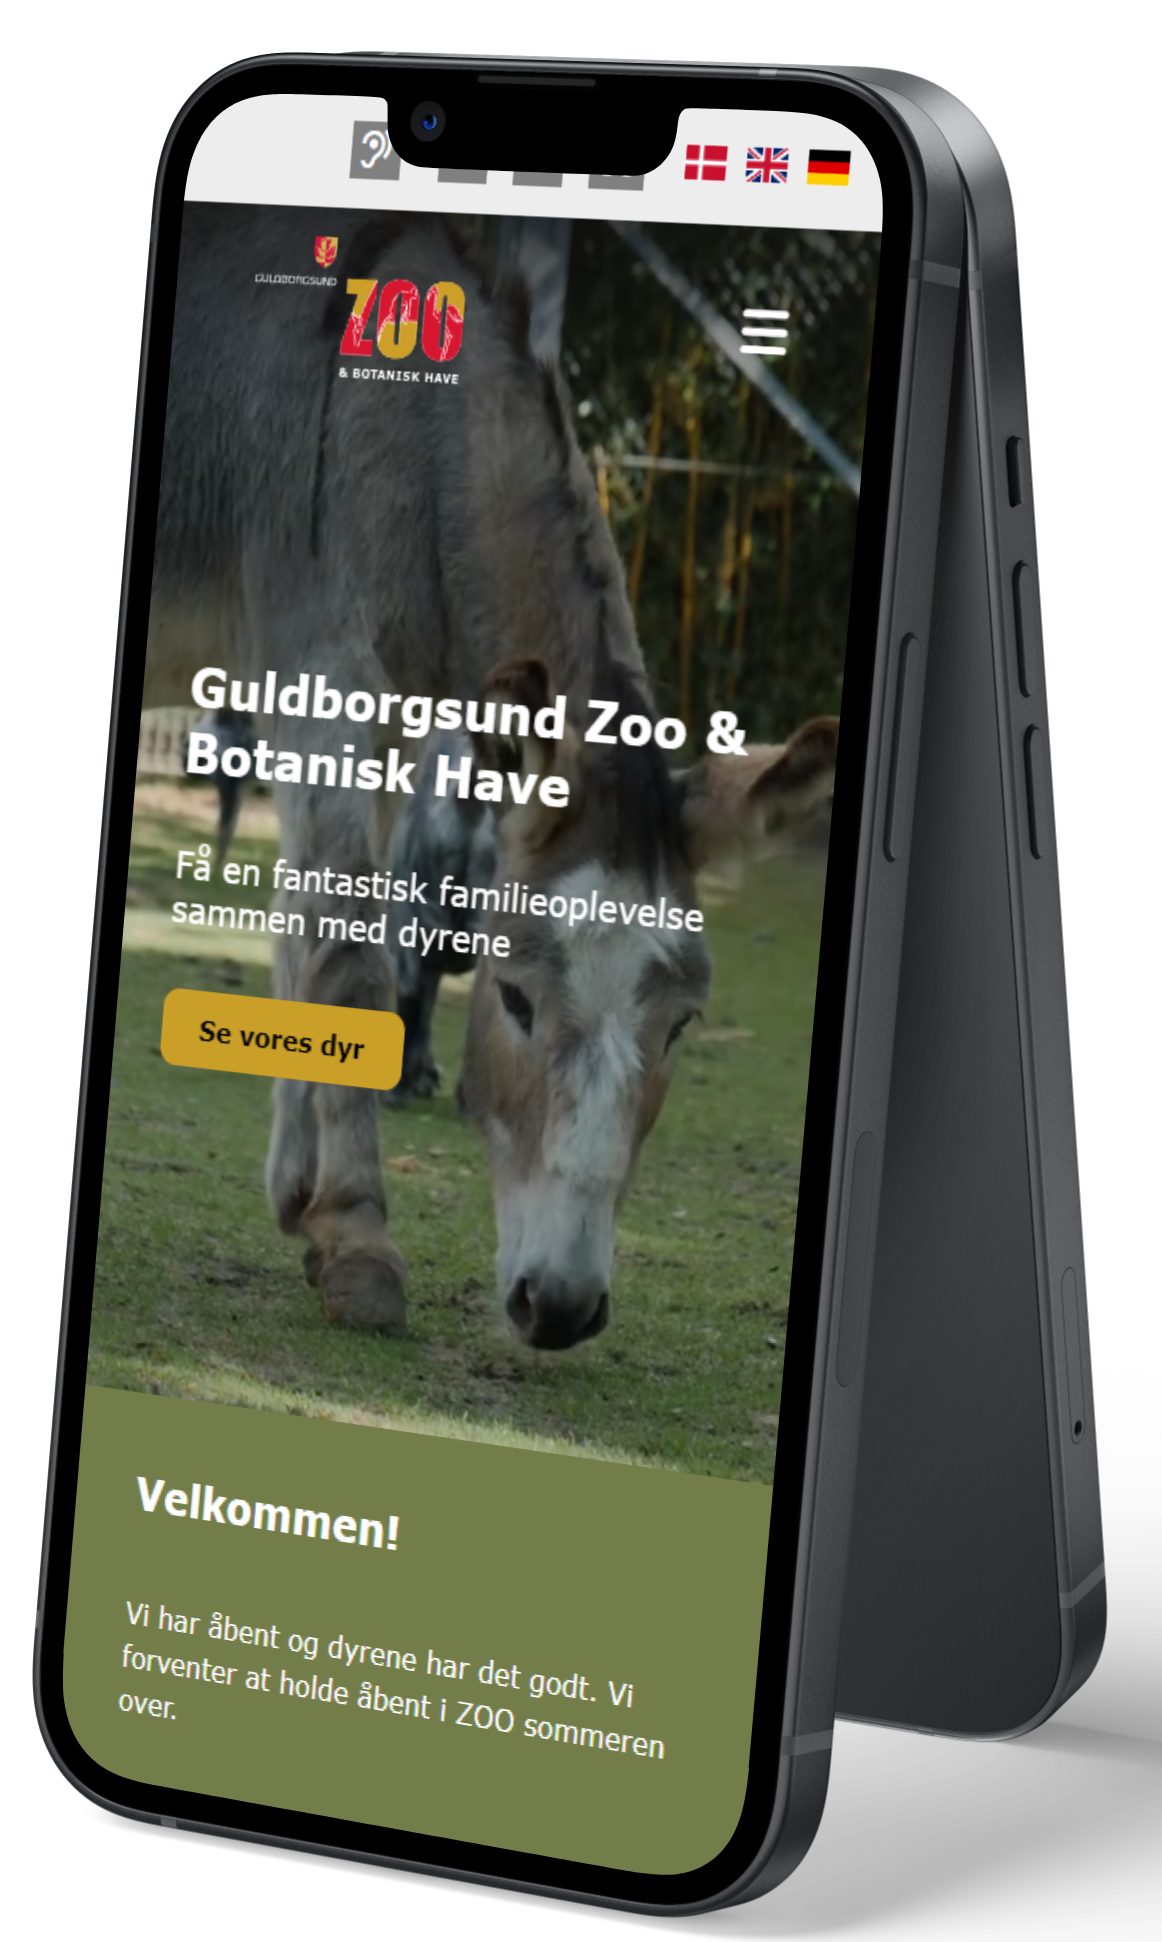 GULDBORGSUND
ZOO
& BOTANISK HAVE
Guldborgsund Zoo &
Botanisk Have
Få en fantastisk familieoplevelse
sammen med dyrene
Se vores dyr
Velkommen!
Vi har åbent og dyrene har det godt. Vi
forventer at holde åbent i ZOO sommeren
over.